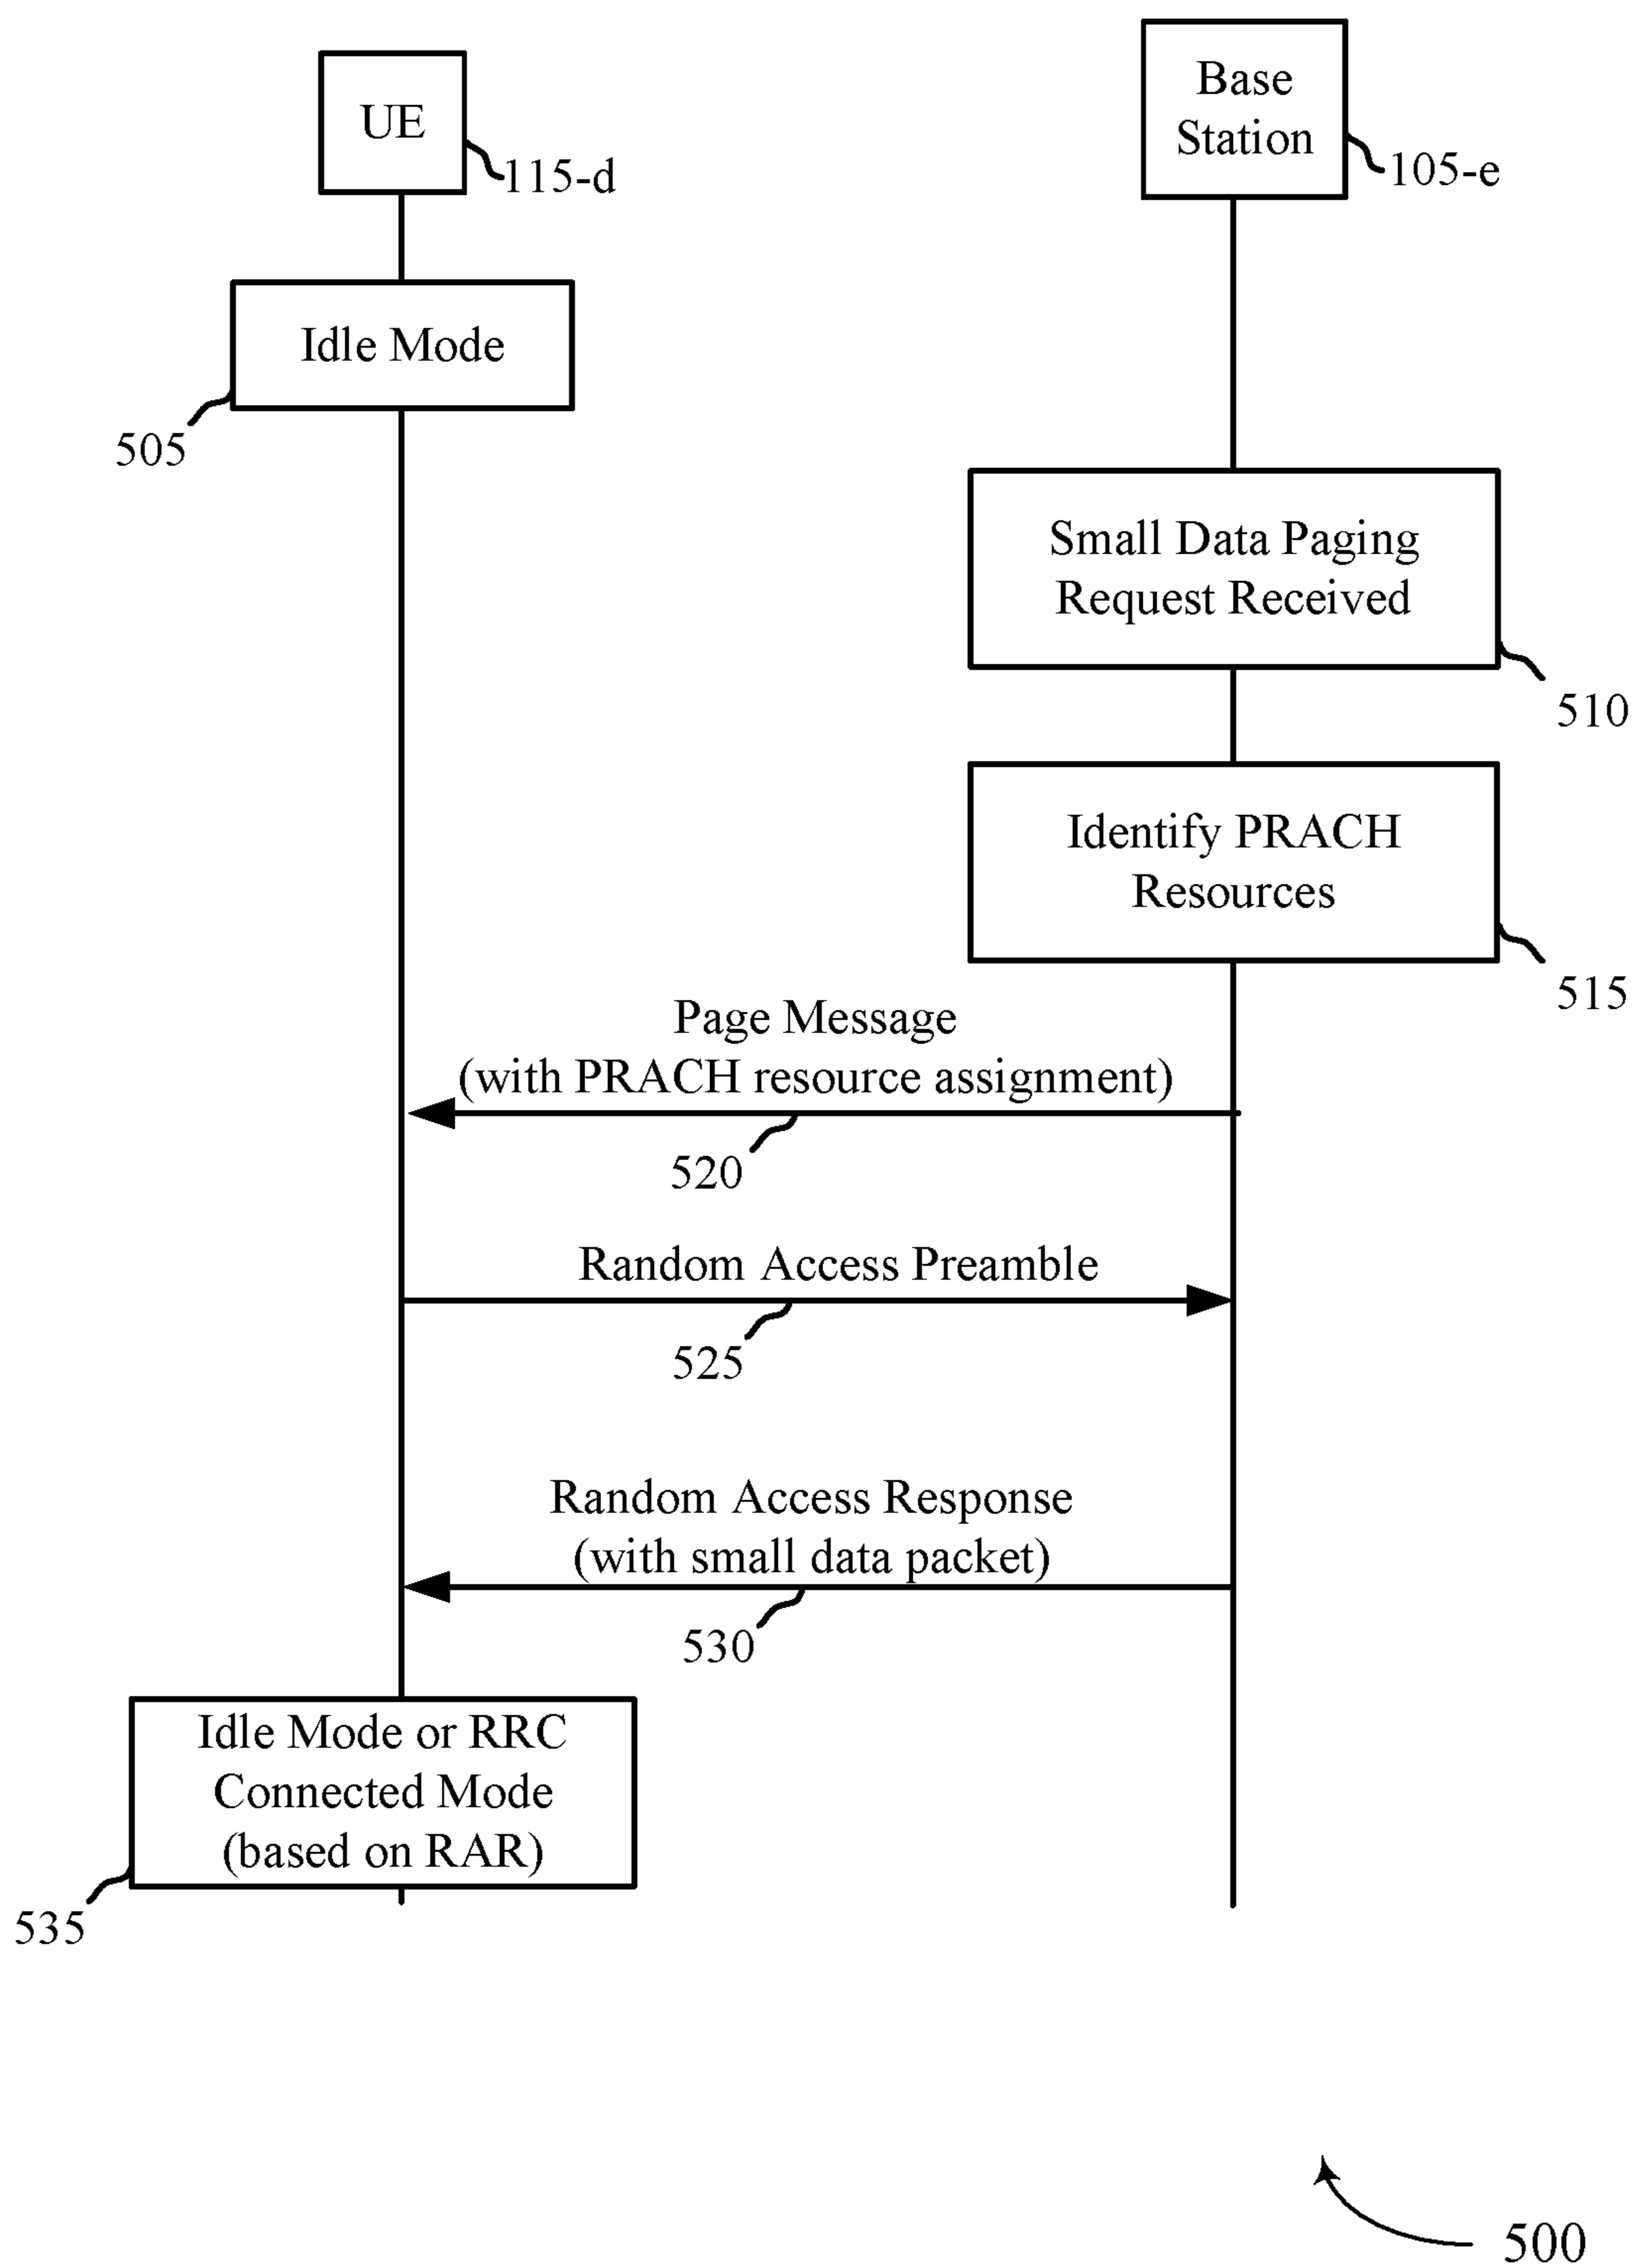 UE
115-d
Base
Station
105-e
Idle Mode
505
Small Data Paging
Request Received
510
Identify PRACH
Resources
515
Page Message
(with PRACH resource assignment)
520
Random Access Preamble
525
Random Access Response
(with small data packet)
530
Idle Mode or RRC
Connected Mode
(based on RAR)
535
500